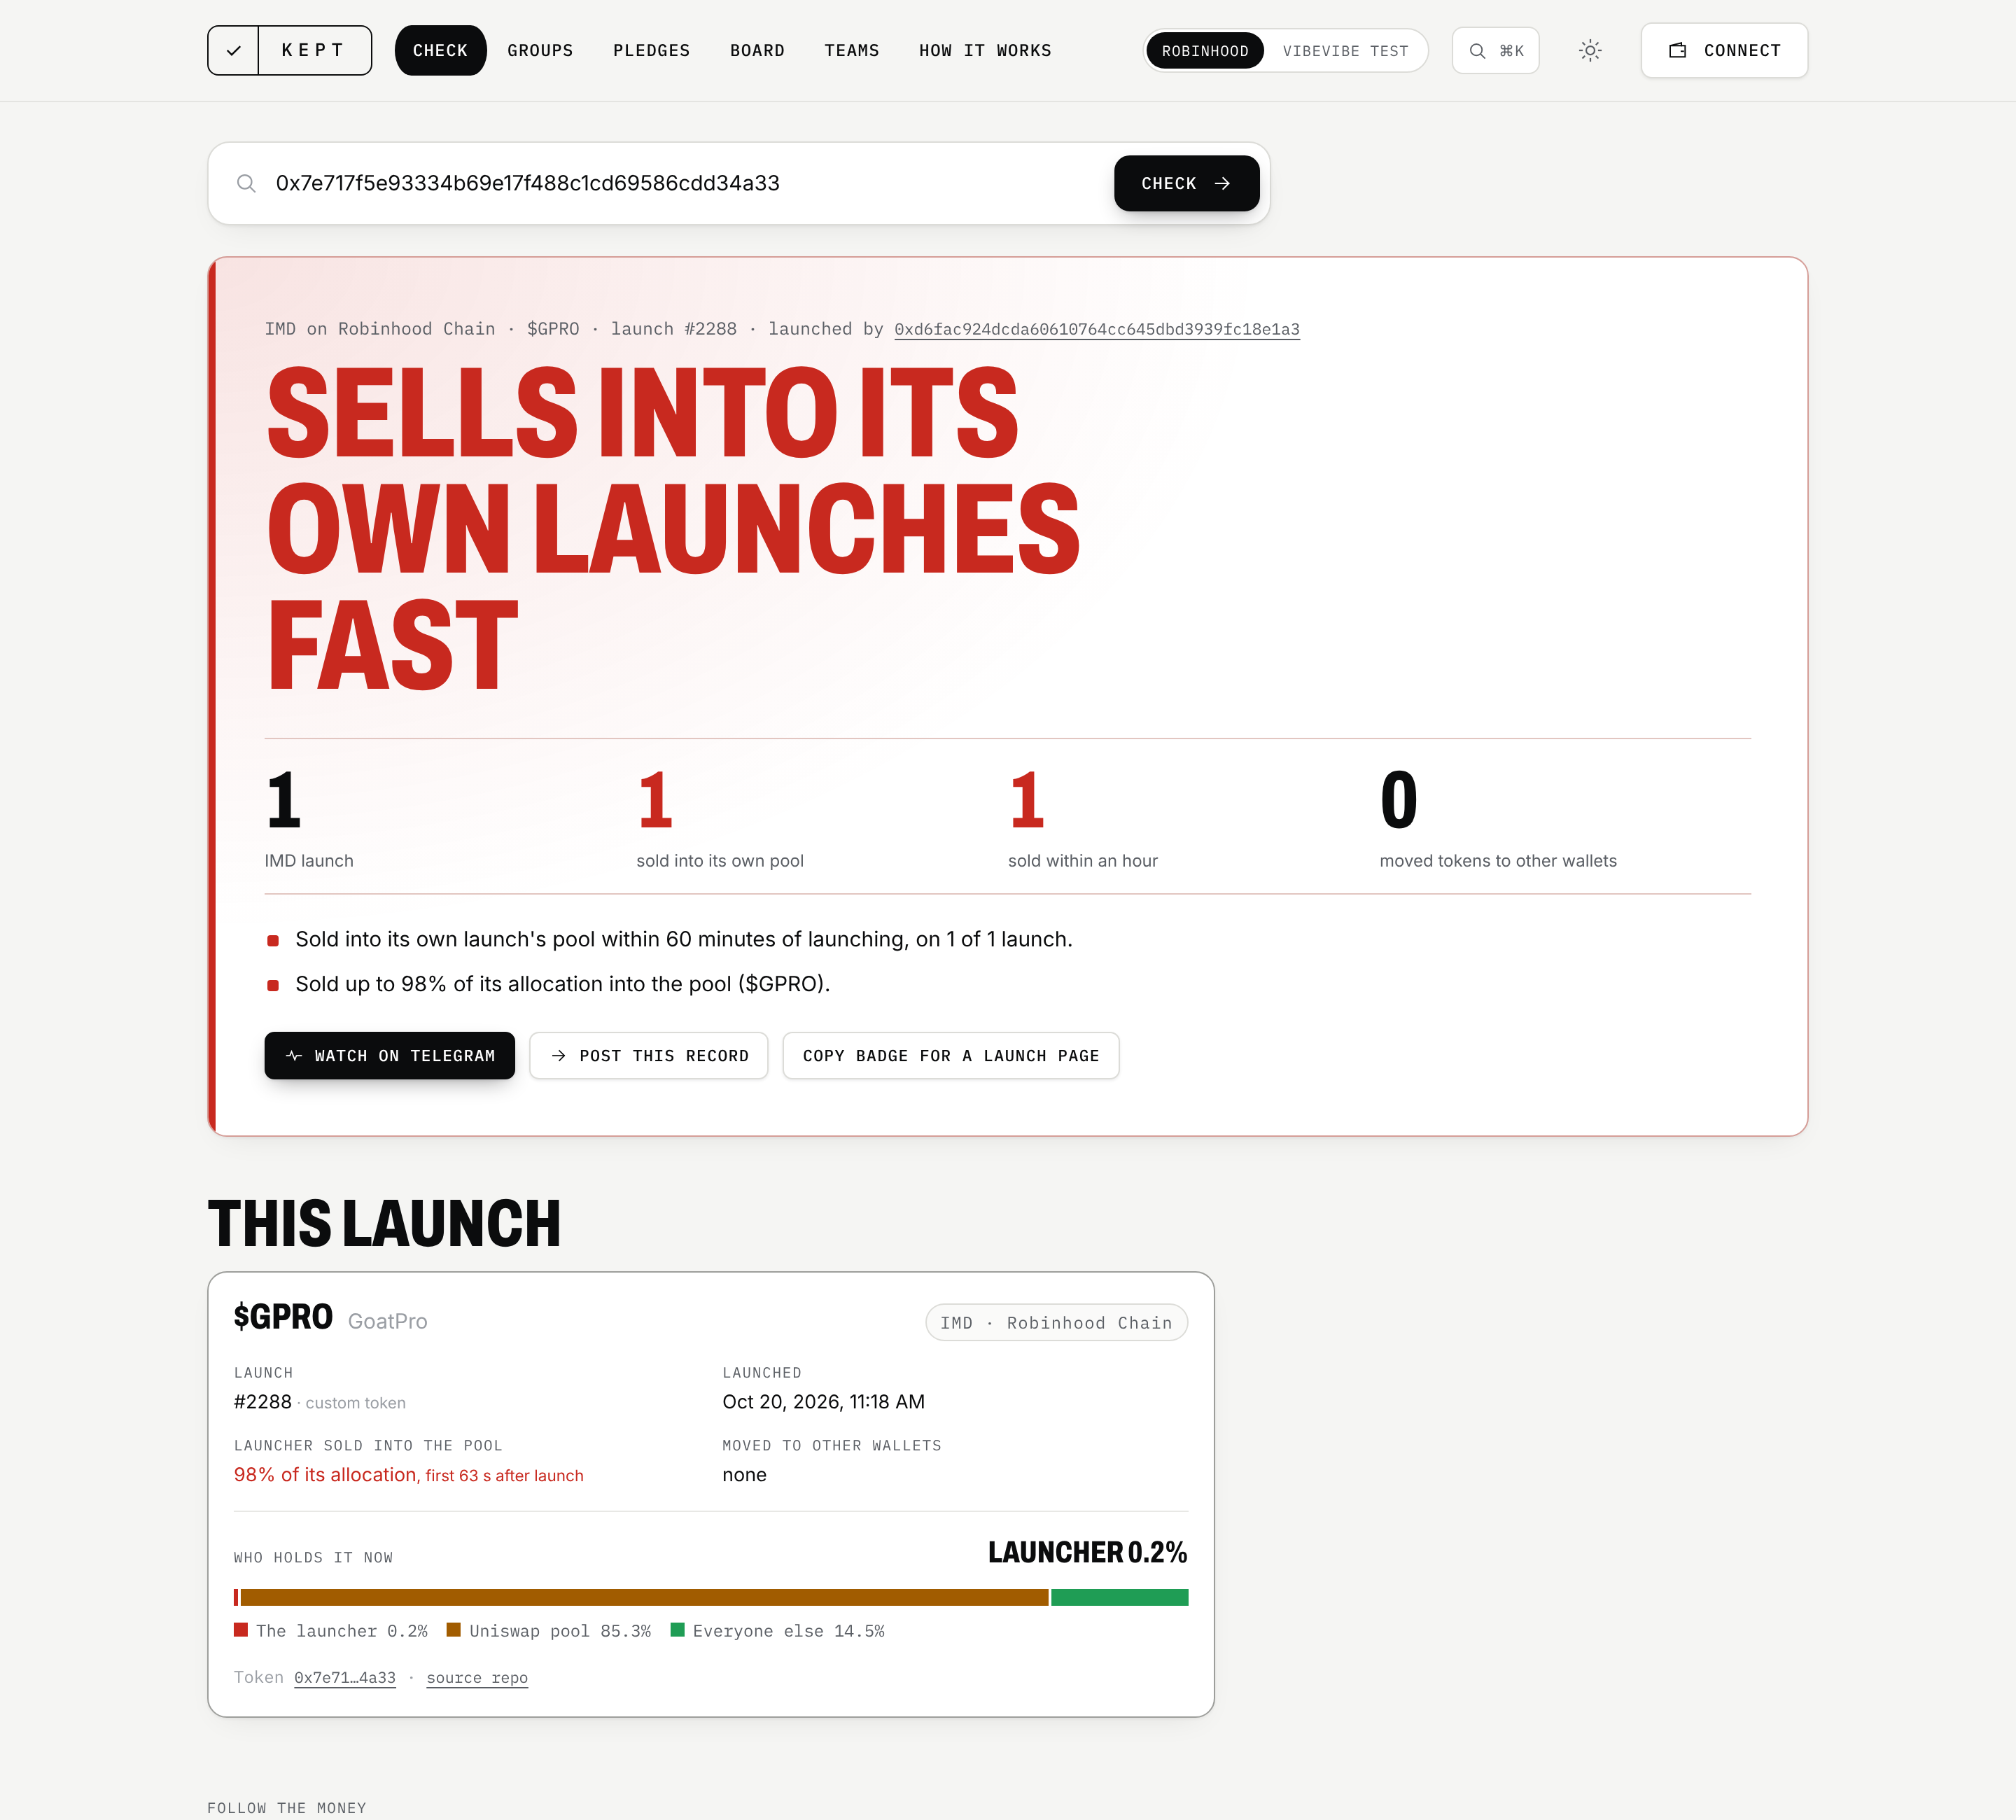 KEPT CHECK GROUPS PLEDGES BOARD TEAMS HOW IT WORKS ROBINHOOD VIBEVIBE TEST ⌘K CONNECT
0x7e717f5e93334b69e17f488c1cd69586cdd34a33 CHECK →
IMD on Robinhood Chain · $GPRO · launch #2288 · launched by 0xd6fac924dcda60610764cc645dbd3939fc18e1a3
SELLS INTO ITS
OWN LAUNCHES
FAST
1 1 1 0
IMD launch sold into its own pool sold within an hour moved tokens to other wallets
Sold into its own launch's pool within 60 minutes of launching, on 1 of 1 launch.
Sold up to 98% of its allocation into the pool ($GPRO).
WATCH ON TELEGRAM → POST THIS RECORD COPY BADGE FOR A LAUNCH PAGE
THIS LAUNCH
$GPRO GoatPro IMD · Robinhood Chain
LAUNCH LAUNCHED
#2288 · custom token Oct 20, 2026, 11:18 AM
LAUNCHER SOLD INTO THE POOL MOVED TO OTHER WALLETS
98% of its allocation, first 63 s after launch none
WHO HOLDS IT NOW LAUNCHER 0.2%
The launcher 0.2% Uniswap pool 85.3% Everyone else 14.5%
Token 0x7e71…4a33 · source repo
FOLLOW THE MONEY